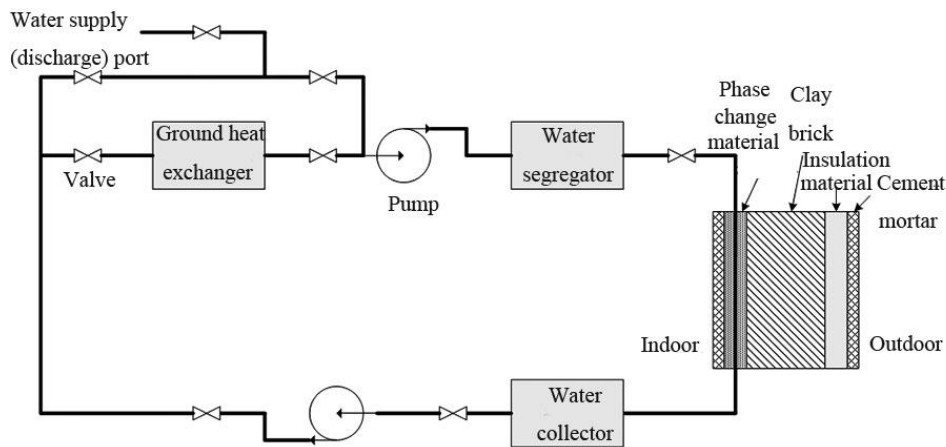 Water supply
(discharge) port
Phase
change
material
Clay
brick
Insulation
material Cement
mortar
Ground heat
exchanger
Water
segregator
Valve
Pump
Indoor
Outdoor
Water
collector